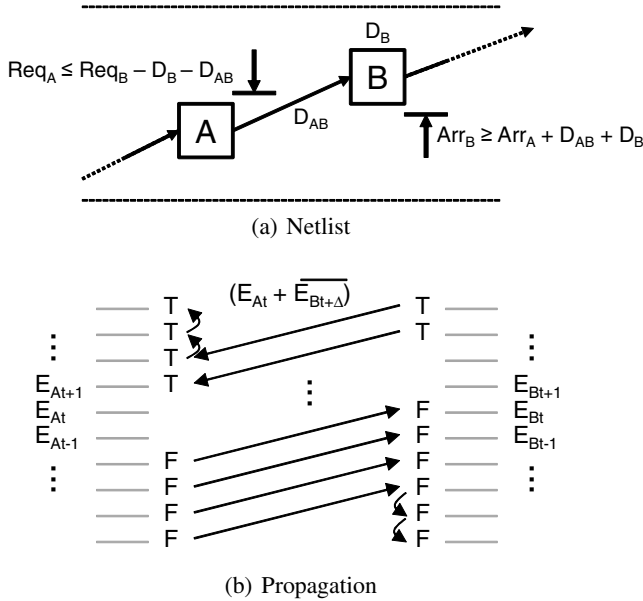 D_B
Req_A ≤ Req_B – D_B – D_AB
B
A
D_AB
Arr_B ≥ Arr_A + D_AB + D_B
(a) Netlist
(E_At + \overline{E_Bt+Δ})
T T
T T
T
T
E_At+1 E_Bt+1
E_At F E_Bt
E_At-1 F E_Bt-1
F F
F F
F F
F F
(b) Propagation